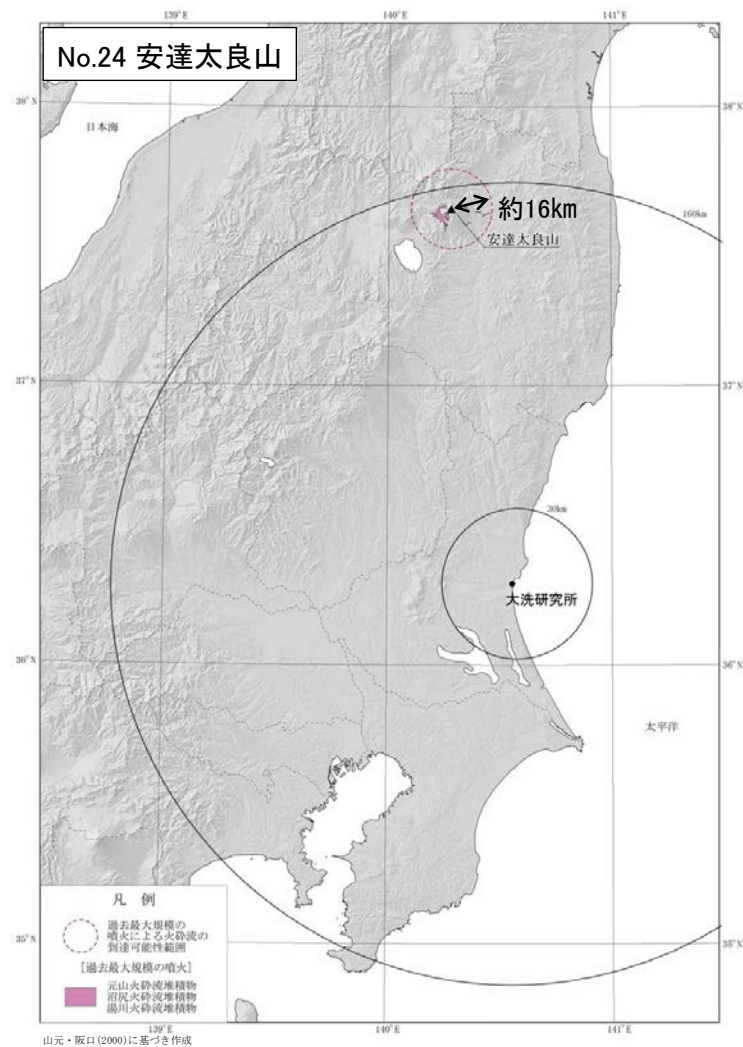 No.24 安達太良山
139°E
140°E
141°E
38°N
38°N
日本海
約16km
160km
安達太良山
37°N
37°N
30km
大洗研究所
36°N
36°N
太平洋
凡 例
過去最大規模の
噴火による火砕流の
到達可能性範囲
[過去最大規模の噴火]
元山火砕流堆積物
沼尻火砕流堆積物
湯川火砕流堆積物
35°N
35°N
139°E
140°E
141°E
山元・阪口(2000)に基づき作成